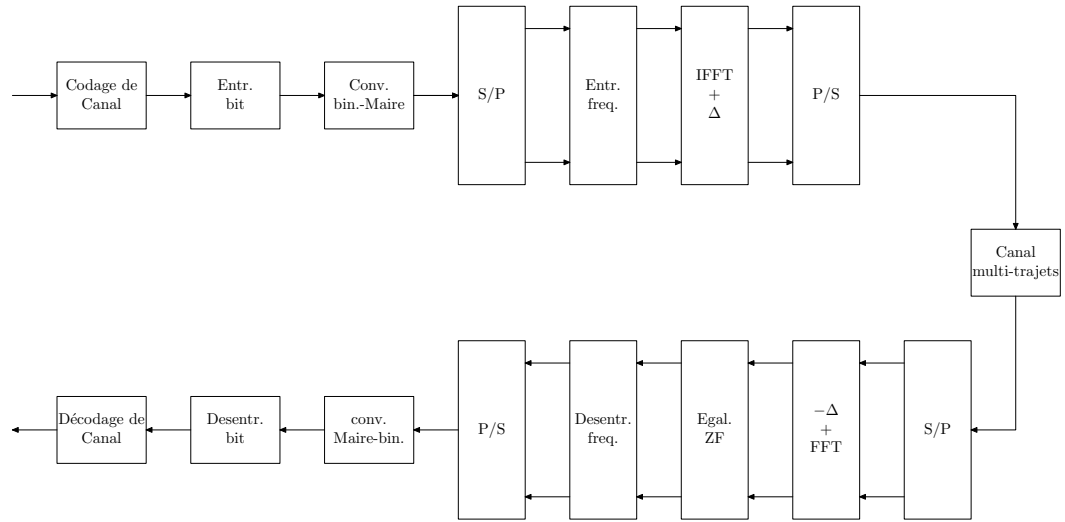 Codage de
Canal
Entr.
bit
Conv.
bin.-Maire
S/P
Entr.
freq.
IFFT
+
Δ
P/S
Canal
multi-trajets
Décodage de
Canal
Desentr.
bit
conv.
Maire-bin.
P/S
Desentr.
freq.
Egal.
ZF
−Δ
+
FFT
S/P